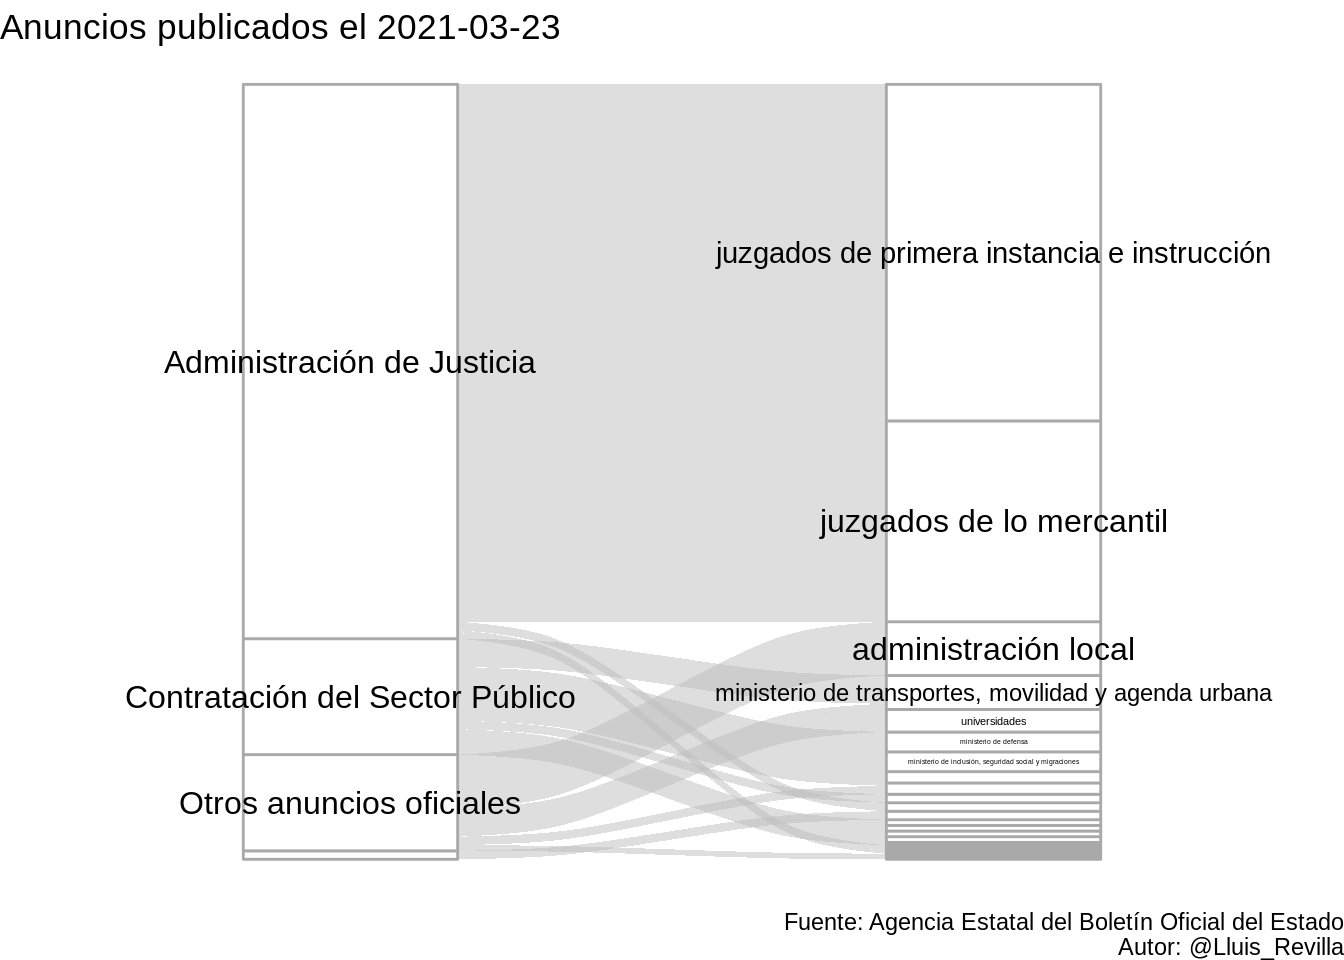 Anuncios publicados el 2021-03-23
juzgados de primera instancia e instrucción
Administración de Justicia
juzgados de lo mercantil
administración local
ministerio de transportes, movilidad y agenda urbana
Contratación del Sector Público
universidades
ministerio de defensa
ministerio de inclusión, seguridad social y migraciones
Otros anuncios oficiales
Fuente: Agencia Estatal del Boletín Oficial del Estado
Autor: @Lluis_Revilla